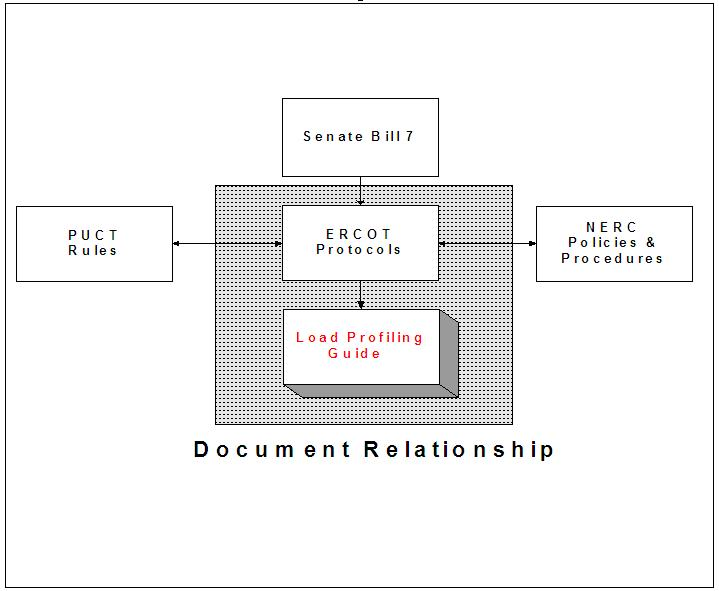 Senate Bill 7
PUCT
Rules
ERCOT
Protocols
NERC
Policies &
Procedures
Load Profiling
Guide
Document Relationship